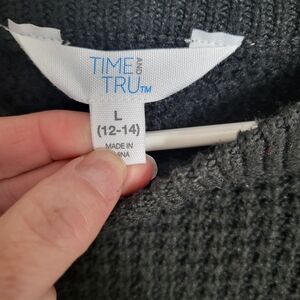 TIME AND
TRU™
L
(12-14)
MADE IN